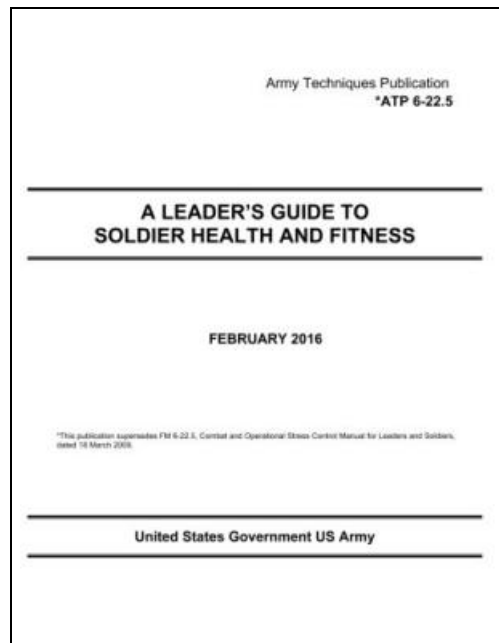 Army Techniques Publication
*ATP 6-22.5
A LEADER'S GUIDE TO
SOLDIER HEALTH AND FITNESS
FEBRUARY 2016
*This publication supersedes FM 6-22.5, Combat and Operational Stress Control Manual for Leaders and Soldiers,
dated 18 March 2009.
United States Government US Army